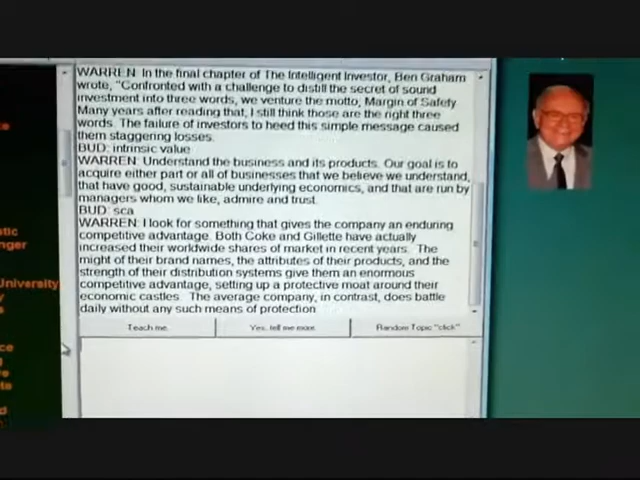 WARREN: In the final chapter of The Intelligent Investor, Ben Graham
wrote, "Confronted with a challenge to distill the secret of sound
investment into three words, we venture the motto, Margin of Safety.
Many years after reading that, I still think those are the right three
words. The failure of investors to heed this simple message caused
them staggering losses.
BUD: intrinsic value
WARREN: Understand the business and its products. Our goal is to
acquire either part or all of businesses that we believe we understand,
that have good, sustainable underlying economics, and that are run by
managers whom we like, admire and trust.
BUD: sca
WARREN: I look for something that gives the company an enduring
competitive advantage. Both Coke and Gillette have actually
increased their worldwide shares of market in recent years. The
might of their brand names, the attributes of their products, and the
strength of their distribution systems give them an enormous
competitive advantage, setting up a protective moat around their
economic castles. The average company, in contrast, does battle
daily without any such means of protection
Teach me. Yes, tell me more. Random Topic "click"
University